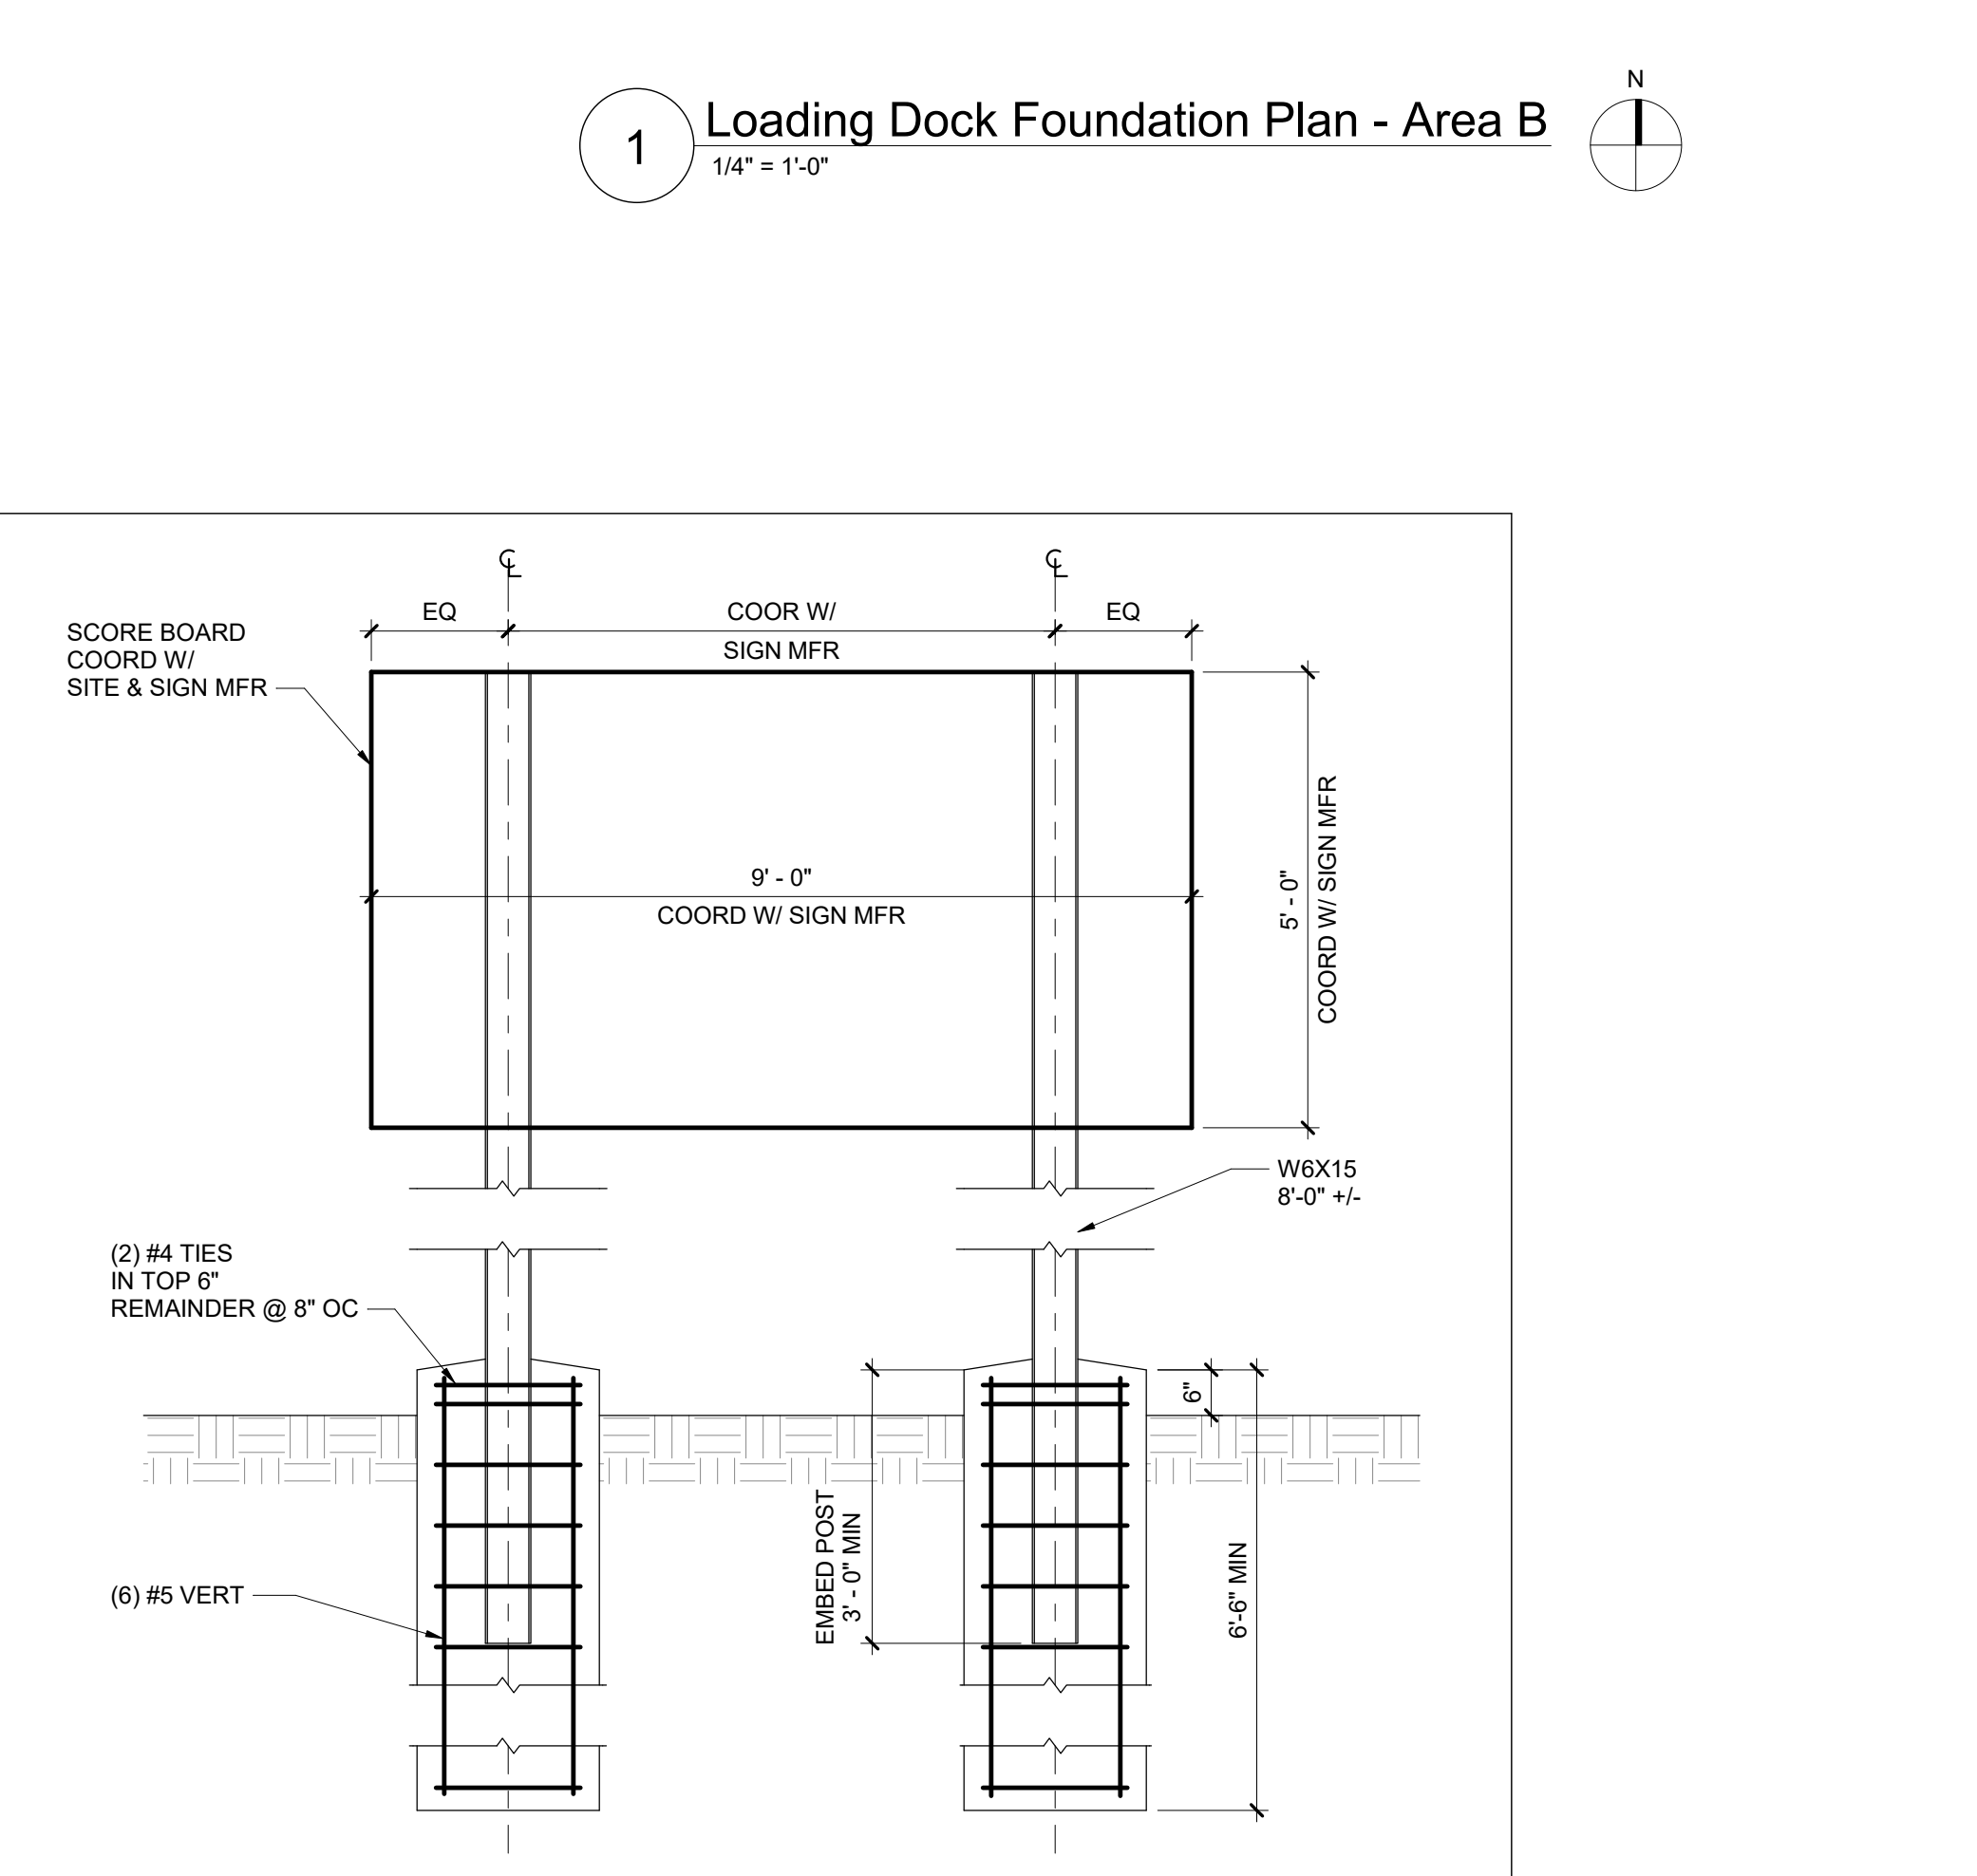 N
1
Loading Dock Foundation Plan - Area B
1/4" = 1'-0"
℄
℄
EQ
COOR W/
SIGN MFR
EQ
SCORE BOARD
COORD W/
SITE & SIGN MFR
9' - 0"
COORD W/ SIGN MFR
5' - 0"
COORD W/ SIGN MFR
W6X15
8'-0" +/-
(2) #4 TIES
IN TOP 6"
REMAINDER @ 8" OC
6"
EMBED POST
3' - 0" MIN
6'-6" MIN
(6) #5 VERT